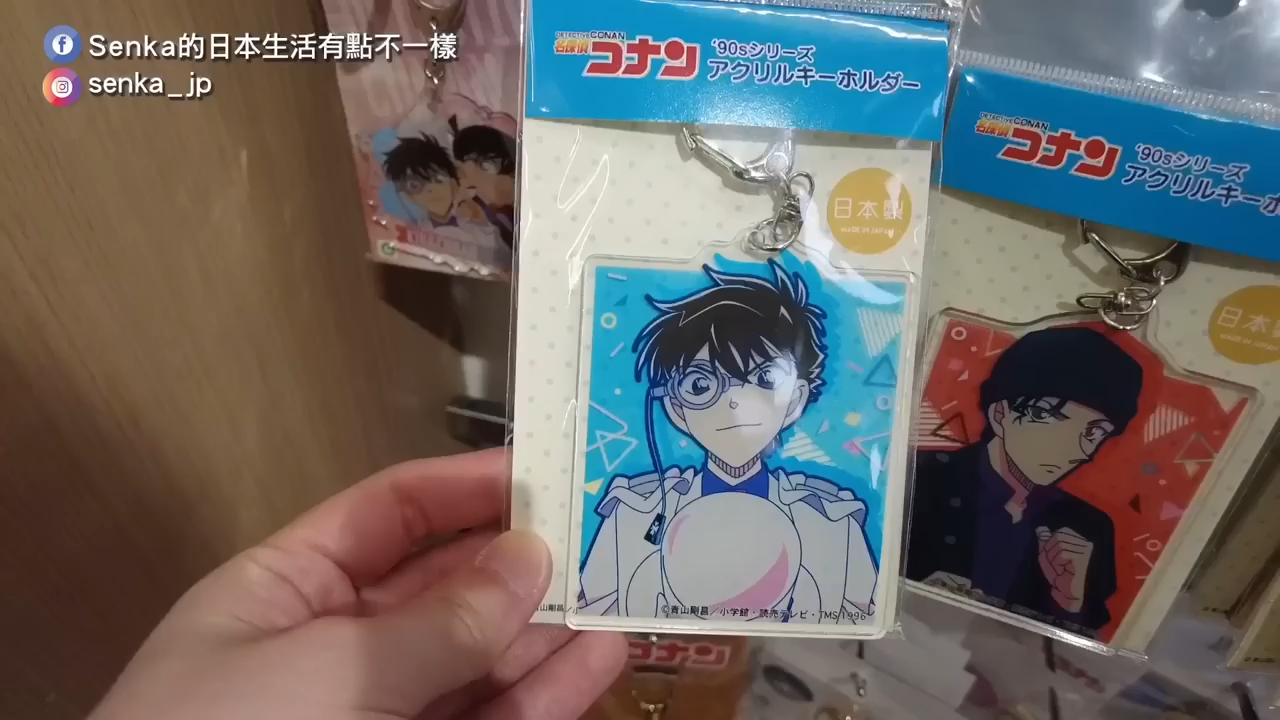 Senka的日本生活有點不一樣
senka_jp
DETECTIVE CONAN
名探偵コナン
'90sシリーズ
アクリルキーホルダー
日本製
MADE IN JAPAN
©青山剛昌/小学館・読売テレビ・TMS 1996
山剛昌/小
DETECTIVE CONAN
名探偵コナン
'90sシリーズ
アクリルキーホ
日本
コナン